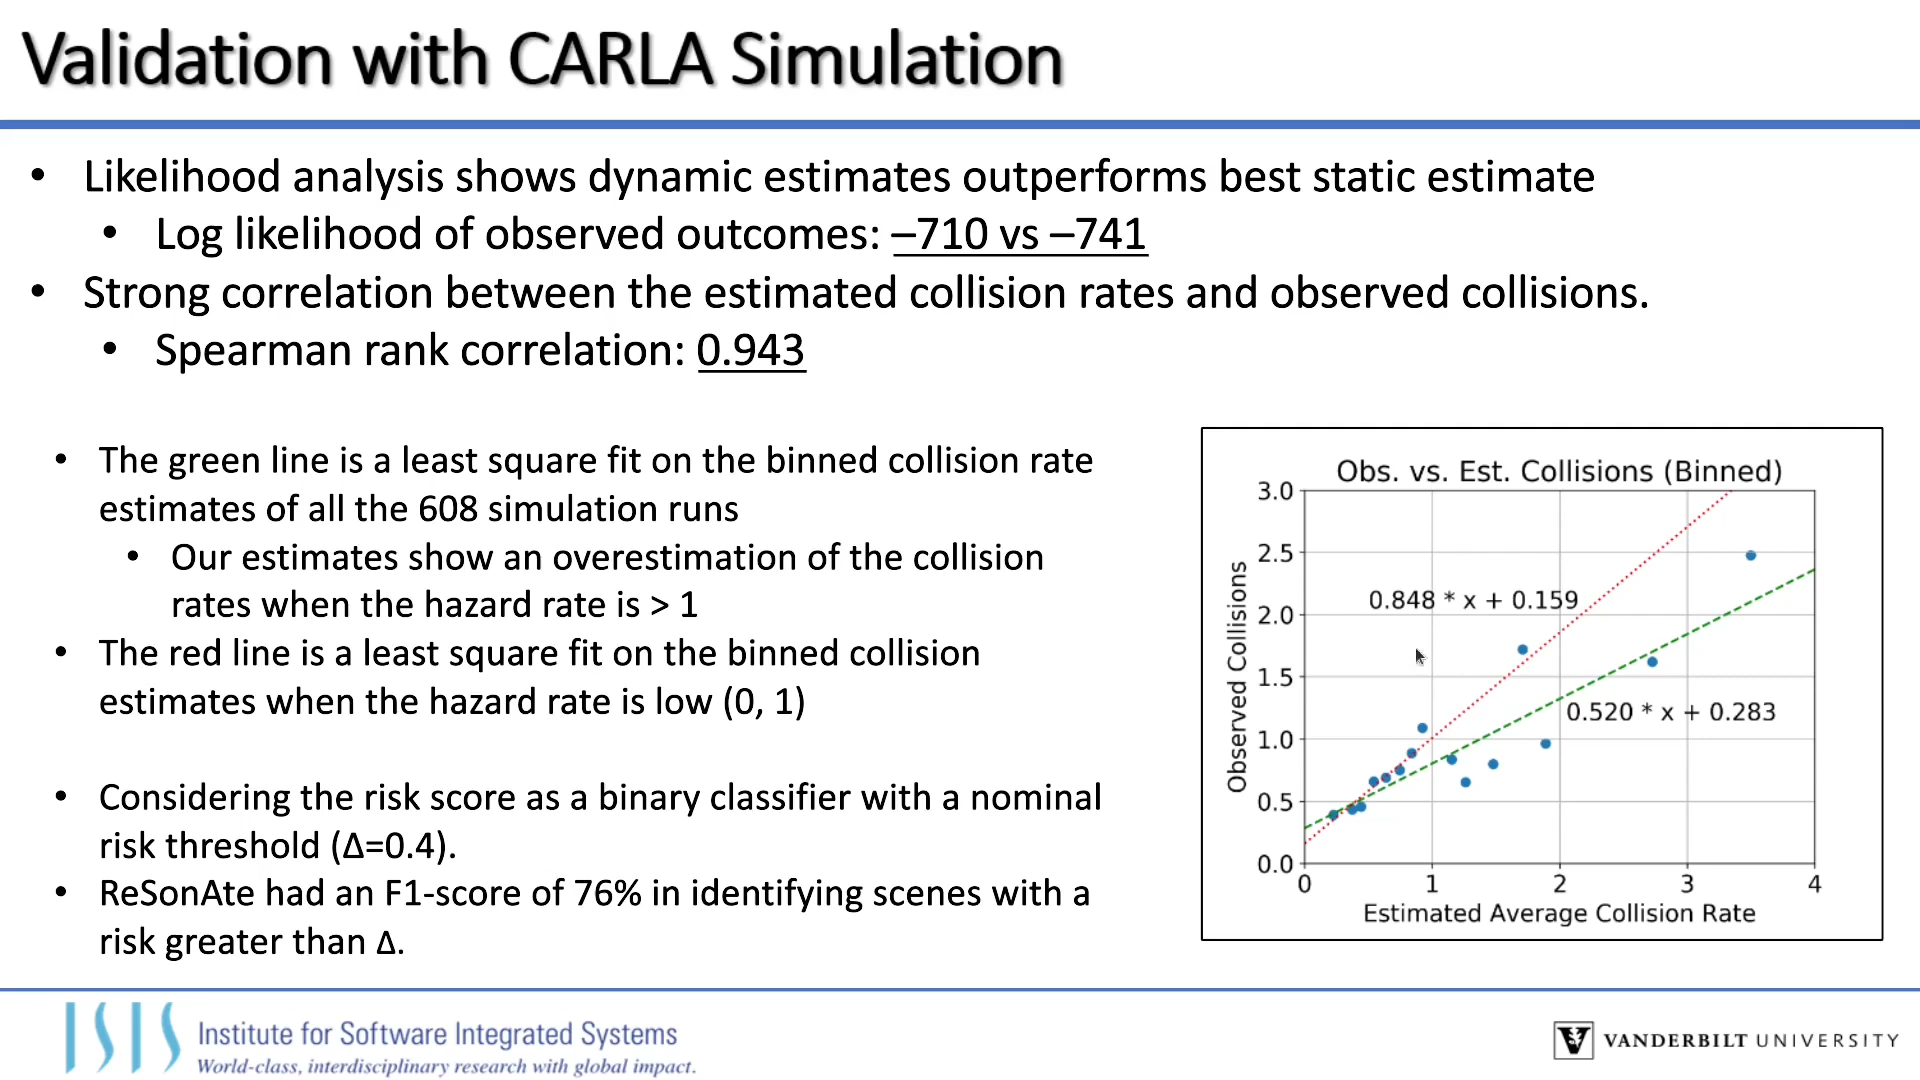 Validation with CARLA Simulation
• Likelihood analysis shows dynamic estimates outperforms best static estimate
• Log likelihood of observed outcomes: –710 vs –741
• Strong correlation between the estimated collision rates and observed collisions.
• Spearman rank correlation: 0.943
• The green line is a least square fit on the binned collision rate
estimates of all the 608 simulation runs
• Our estimates show an overestimation of the collision
rates when the hazard rate is > 1
• The red line is a least square fit on the binned collision
estimates when the hazard rate is low (0, 1)
• Considering the risk score as a binary classifier with a nominal
risk threshold (Δ=0.4).
• ReSonAte had an F1-score of 76% in identifying scenes with a
risk greater than Δ.
Obs. vs. Est. Collisions (Binned)
3.0
2.5
2.0
1.5
1.0
0.5
0.0
Observed Collisions
0.848 * x + 0.159
0.520 * x + 0.283
0 1 2 3 4
Estimated Average Collision Rate
ISIS
Institute for Software Integrated Systems
World-class, interdisciplinary research with global impact.
V
VANDERBILT UNIVERSITY